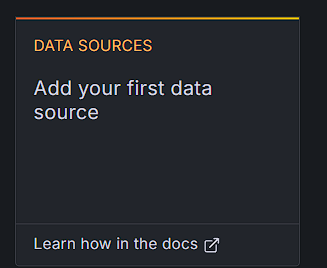 DATA SOURCES
Add your first data
source
Learn how in the docs